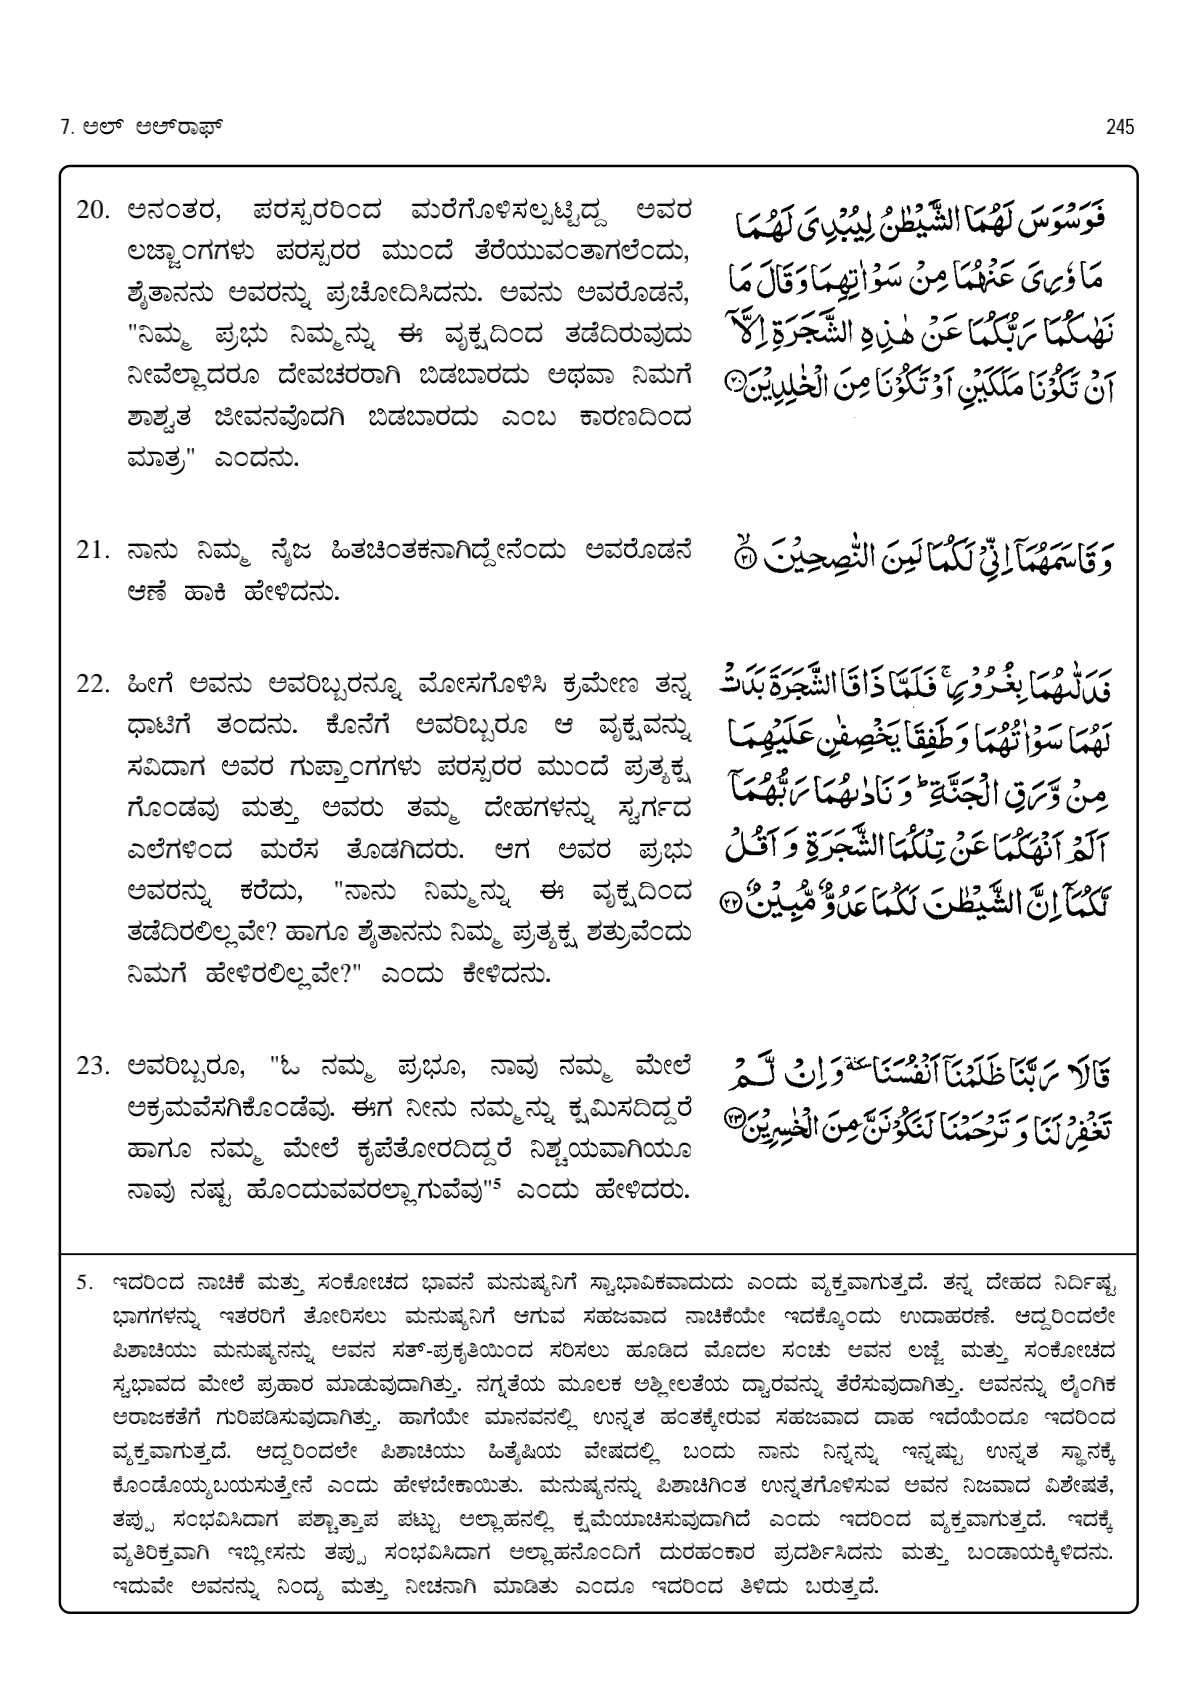 7. ಅಲ್ ಅಅ್‌ರಾಫ್
245
20. ಅನಂತರ, ಪರಸ್ಪರರಿಂದ ಮರೆಗೊಳಿಸಲ್ಪಟ್ಟಿದ್ದ ಅವರ
ಲಜ್ಜಾಂಗಗಳು ಪರಸ್ಪರರ ಮುಂದೆ ತೆರೆಯುವಂತಾಗಲೆಂದು,
ಶೈತಾನನು ಅವರನ್ನು ಪ್ರಚೋದಿಸಿದನು. ಅವನು ಅವರೊಡನೆ,
"ನಿಮ್ಮ ಪ್ರಭು ನಿಮ್ಮನ್ನು ಈ ವೃಕ್ಷದಿಂದ ತಡೆದಿರುವುದು
ನೀವೆಲ್ಲಾದರೂ ದೇವಚರರಾಗಿ ಬಿಡಬಾರದು ಅಥವಾ ನಿಮಗೆ
ಶಾಶ್ವತ ಜೀವನವೊದಗಿ ಬಿಡಬಾರದು ಎಂಬ ಕಾರಣದಿಂದ
ಮಾತ್ರ" ಎಂದನು.
فَوَسْوَسَ لَهُمَا الشَّيْطٰنُ لِيُبْدِىَ لَهُمَا
مَا وٗرِىَ عَنْهُمَا مِنْ سَوْاٰتِهِمَا وَقَالَ مَا
نَهٰىكُمَا رَبُّكُمَا عَنْ هٰذِهِ الشَّجَرَةِ اِلَّاۤ
اَنْ تَكُوْنَا مَلَكَيْنِ اَوْ تَكُوْنَا مِنَ الْخٰلِدِيْنَ ۟۲۰
21. ನಾನು ನಿಮ್ಮ ನೈಜ ಹಿತಚಿಂತಕನಾಗಿದ್ದೇನೆಂದು ಅವರೊಡನೆ
ಆಣೆ ಹಾಕಿ ಹೇಳಿದನು.
وَقَاسَمَهُمَاۤ اِنِّىْ لَكُمَا لَمِنَ النّٰصِحِيْنَ ۙ۲۱
22. ಹೀಗೆ ಅವನು ಅವರಿಬ್ಬರನ್ನೂ ಮೋಸಗೊಳಿಸಿ ಕ್ರಮೇಣ ತನ್ನ
ಧಾಟಿಗೆ ತಂದನು. ಕೊನೆಗೆ ಅವರಿಬ್ಬರೂ ಆ ವೃಕ್ಷವನ್ನು
ಸವಿದಾಗ ಅವರ ಗುಪ್ತಾಂಗಗಳು ಪರಸ್ಪರರ ಮುಂದೆ ಪ್ರತ್ಯಕ್ಷ
ಗೊಂಡವು ಮತ್ತು ಅವರು ತಮ್ಮ ದೇಹಗಳನ್ನು ಸ್ವರ್ಗದ
ಎಲೆಗಳಿಂದ ಮರೆಸ ತೊಡಗಿದರು. ಆಗ ಅವರ ಪ್ರಭು
ಅವರನ್ನು ಕರೆದು, "ನಾನು ನಿಮ್ಮನ್ನು ಈ ವೃಕ್ಷದಿಂದ
ತಡೆದಿರಲಿಲ್ಲವೇ? ಹಾಗೂ ಶೈತಾನನು ನಿಮ್ಮ ಪ್ರತ್ಯಕ್ಷ ಶತ್ರುವೆಂದು
ನಿಮಗೆ ಹೇಳಿರಲಿಲ್ಲವೇ?" ಎಂದು ಕೇಳಿದನು.
فَدَلّٰىهُمَا بِغُرُوْرٍ ۚ فَلَمَّا ذَاقَا الشَّجَرَةَ بَدَتْ
لَهُمَا سَوْاٰتُهُمَا وَطَفِقَا يَخْصِفٰنِ عَلَيْهِمَا
مِنْ وَّرَقِ الْجَنَّةِ ؕ وَنَادٰىهُمَا رَبُّهُمَاۤ
اَلَمْ اَنْهَكُمَا عَنْ تِلْكُمَا الشَّجَرَةِ وَاَقُلْ
لَّكُمَاۤ اِنَّ الشَّيْطٰنَ لَكُمَا عَدُوٌّ مُّبِيْنٌ ۲۲
23. ಅವರಿಬ್ಬರೂ, "ಓ ನಮ್ಮ ಪ್ರಭೂ, ನಾವು ನಮ್ಮ ಮೇಲೆ
ಅಕ್ರಮವೆಸಗಿಕೊಂಡೆವು. ಈಗ ನೀನು ನಮ್ಮನ್ನು ಕ್ಷಮಿಸದಿದ್ದರೆ
ಹಾಗೂ ನಮ್ಮ ಮೇಲೆ ಕೃಪೆತೋರದಿದ್ದರೆ ನಿಶ್ಚಯವಾಗಿಯೂ
ನಾವು ನಷ್ಟ ಹೊಂದುವವರಲ್ಲಾಗುವೆವು"⁵ ಎಂದು ಹೇಳಿದರು.
قَالَا رَبَّنَا ظَلَمْنَاۤ اَنْفُسَنَا ٚ وَاِنْ لَّمْ
تَغْفِرْ لَنَا وَتَرْحَمْنَا لَنَكُوْنَنَّ مِنَ الْخٰسِرِيْنَ ۲۳
5. ಇದರಿಂದ ನಾಚಿಕೆ ಮತ್ತು ಸಂಕೋಚದ ಭಾವನೆ ಮನುಷ್ಯನಿಗೆ ಸ್ವಾಭಾವಿಕವಾದುದು ಎಂದು ವ್ಯಕ್ತವಾಗುತ್ತದೆ. ತನ್ನ ದೇಹದ ನಿರ್ದಿಷ್ಟ
ಭಾಗಗಳನ್ನು ಇತರರಿಗೆ ತೋರಿಸಲು ಮನುಷ್ಯನಿಗೆ ಆಗುವ ಸಹಜವಾದ ನಾಚಿಕೆಯೇ ಇದಕ್ಕೊಂದು ಉದಾಹರಣೆ. ಆದ್ದರಿಂದಲೇ
ಪಿಶಾಚಿಯು ಮನುಷ್ಯನನ್ನು ಅವನ ಸತ್-ಪ್ರಕೃತಿಯಿಂದ ಸರಿಸಲು ಹೂಡಿದ ಮೊದಲ ಸಂಚು ಅವನ ಲಜ್ಜೆ ಮತ್ತು ಸಂಕೋಚದ
ಸ್ವಭಾವದ ಮೇಲೆ ಪ್ರಹಾರ ಮಾಡುವುದಾಗಿತ್ತು. ನಗ್ನತೆಯ ಮೂಲಕ ಅಶ್ಲೀಲತೆಯ ದ್ವಾರವನ್ನು ತೆರೆಸುವುದಾಗಿತ್ತು. ಅವನನ್ನು ಲೈಂಗಿಕ
ಅರಾಜಕತೆಗೆ ಗುರಿಪಡಿಸುವುದಾಗಿತ್ತು. ಹಾಗೆಯೇ ಮಾನವನಲ್ಲಿ ಉನ್ನತ ಹಂತಕ್ಕೇರುವ ಸಹಜವಾದ ದಾಹ ಇದೆಯೆಂದೂ ಇದರಿಂದ
ವ್ಯಕ್ತವಾಗುತ್ತದೆ. ಆದ್ದರಿಂದಲೇ ಪಿಶಾಚಿಯು ಹಿತೈಷಿಯ ವೇಷದಲ್ಲಿ ಬಂದು ನಾನು ನಿನ್ನನ್ನು ಇನ್ನಷ್ಟು ಉನ್ನತ ಸ್ಥಾನಕ್ಕೆ
ಕೊಂಡೊಯ್ಯಬಯಸುತ್ತೇನೆ ಎಂದು ಹೇಳಬೇಕಾಯಿತು. ಮನುಷ್ಯನನ್ನು ಪಿಶಾಚಿಗಿಂತ ಉನ್ನತಗೊಳಿಸುವ ಅವನ ನಿಜವಾದ ವಿಶೇಷತೆ,
ತಪ್ಪು ಸಂಭವಿಸಿದಾಗ ಪಶ್ಚಾತ್ತಾಪ ಪಟ್ಟು ಅಲ್ಲಾಹನಲ್ಲಿ ಕ್ಷಮೆಯಾಚಿಸುವುದಾಗಿದೆ ಎಂದು ಇದರಿಂದ ವ್ಯಕ್ತವಾಗುತ್ತದೆ. ಇದಕ್ಕೆ
ವ್ಯತಿರಿಕ್ತವಾಗಿ ಇಬ್ಲೀಸನು ತಪ್ಪು ಸಂಭವಿಸಿದಾಗ ಅಲ್ಲಾಹನೊಂದಿಗೆ ದುರಹಂಕಾರ ಪ್ರದರ್ಶಿಸಿದನು ಮತ್ತು ಬಂಡಾಯಕ್ಕಿಳಿದನು.
ಇದುವೇ ಅವನನ್ನು ನಿಂದ್ಯ ಮತ್ತು ನೀಚನಾಗಿ ಮಾಡಿತು ಎಂದೂ ಇದರಿಂದ ತಿಳಿದು ಬರುತ್ತದೆ.